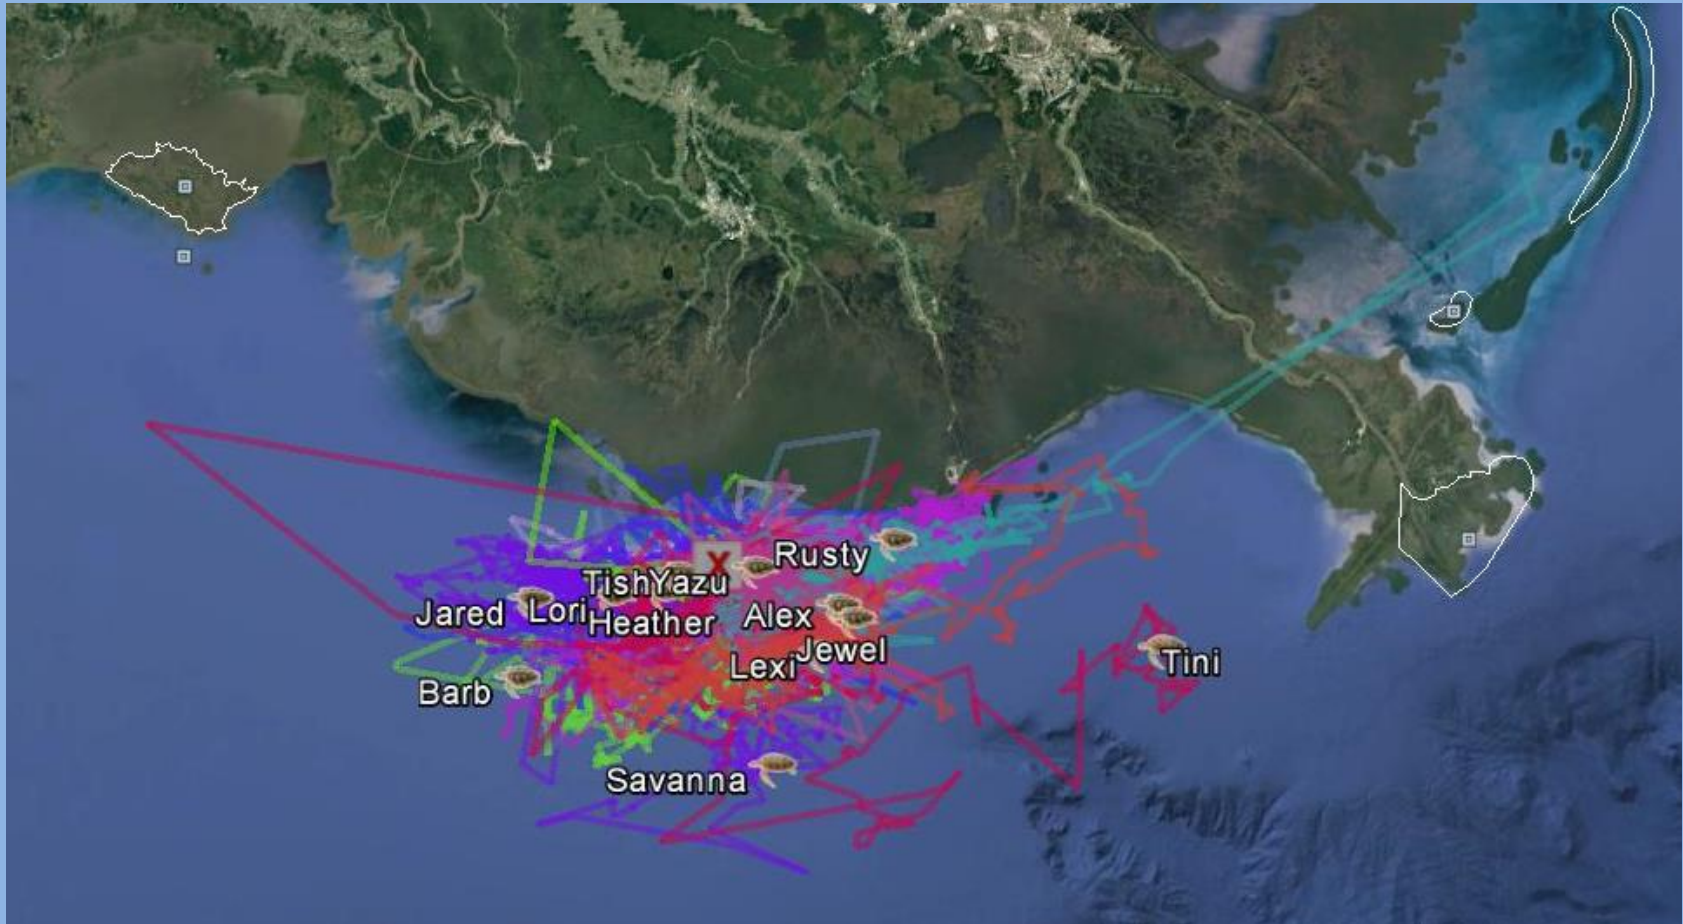 X
Rusty
TishYazu
Jared
Lori
Heather
Alex
Jewel
Lexi
Tini
Barb
Savanna